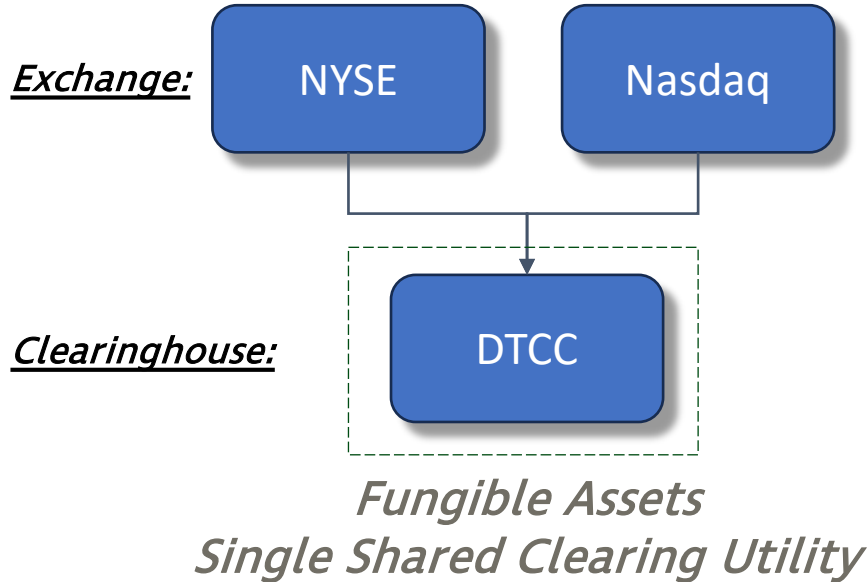 Exchange:
NYSE
Nasdaq
Clearinghouse:
DTCC
Fungible Assets
Single Shared Clearing Utility